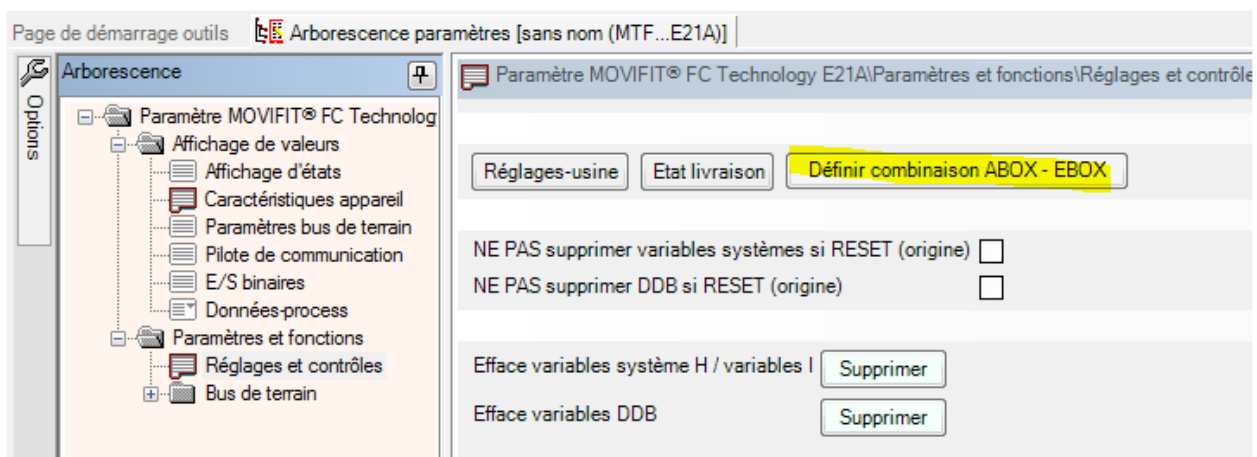 Page de démarrage outils
Arborescence paramètres [sans nom (MTF...E21A)]
Options
Arborescence
Paramètre MOVIFIT® FC Technology E21A\Paramètres et fonctions\Réglages et contrôle
Paramètre MOVIFIT® FC Technolog
Affichage de valeurs
Affichage d'états
Caractéristiques appareil
Paramètres bus de terrain
Pilote de communication
E/S binaires
Données-process
Paramètres et fonctions
Réglages et contrôles
Bus de terrain
Réglages-usine
Etat livraison
Définir combinaison ABOX - EBOX
NE PAS supprimer variables systèmes si RESET (origine)
NE PAS supprimer DDB si RESET (origine)
Efface variables système H / variables I
Supprimer
Efface variables DDB
Supprimer